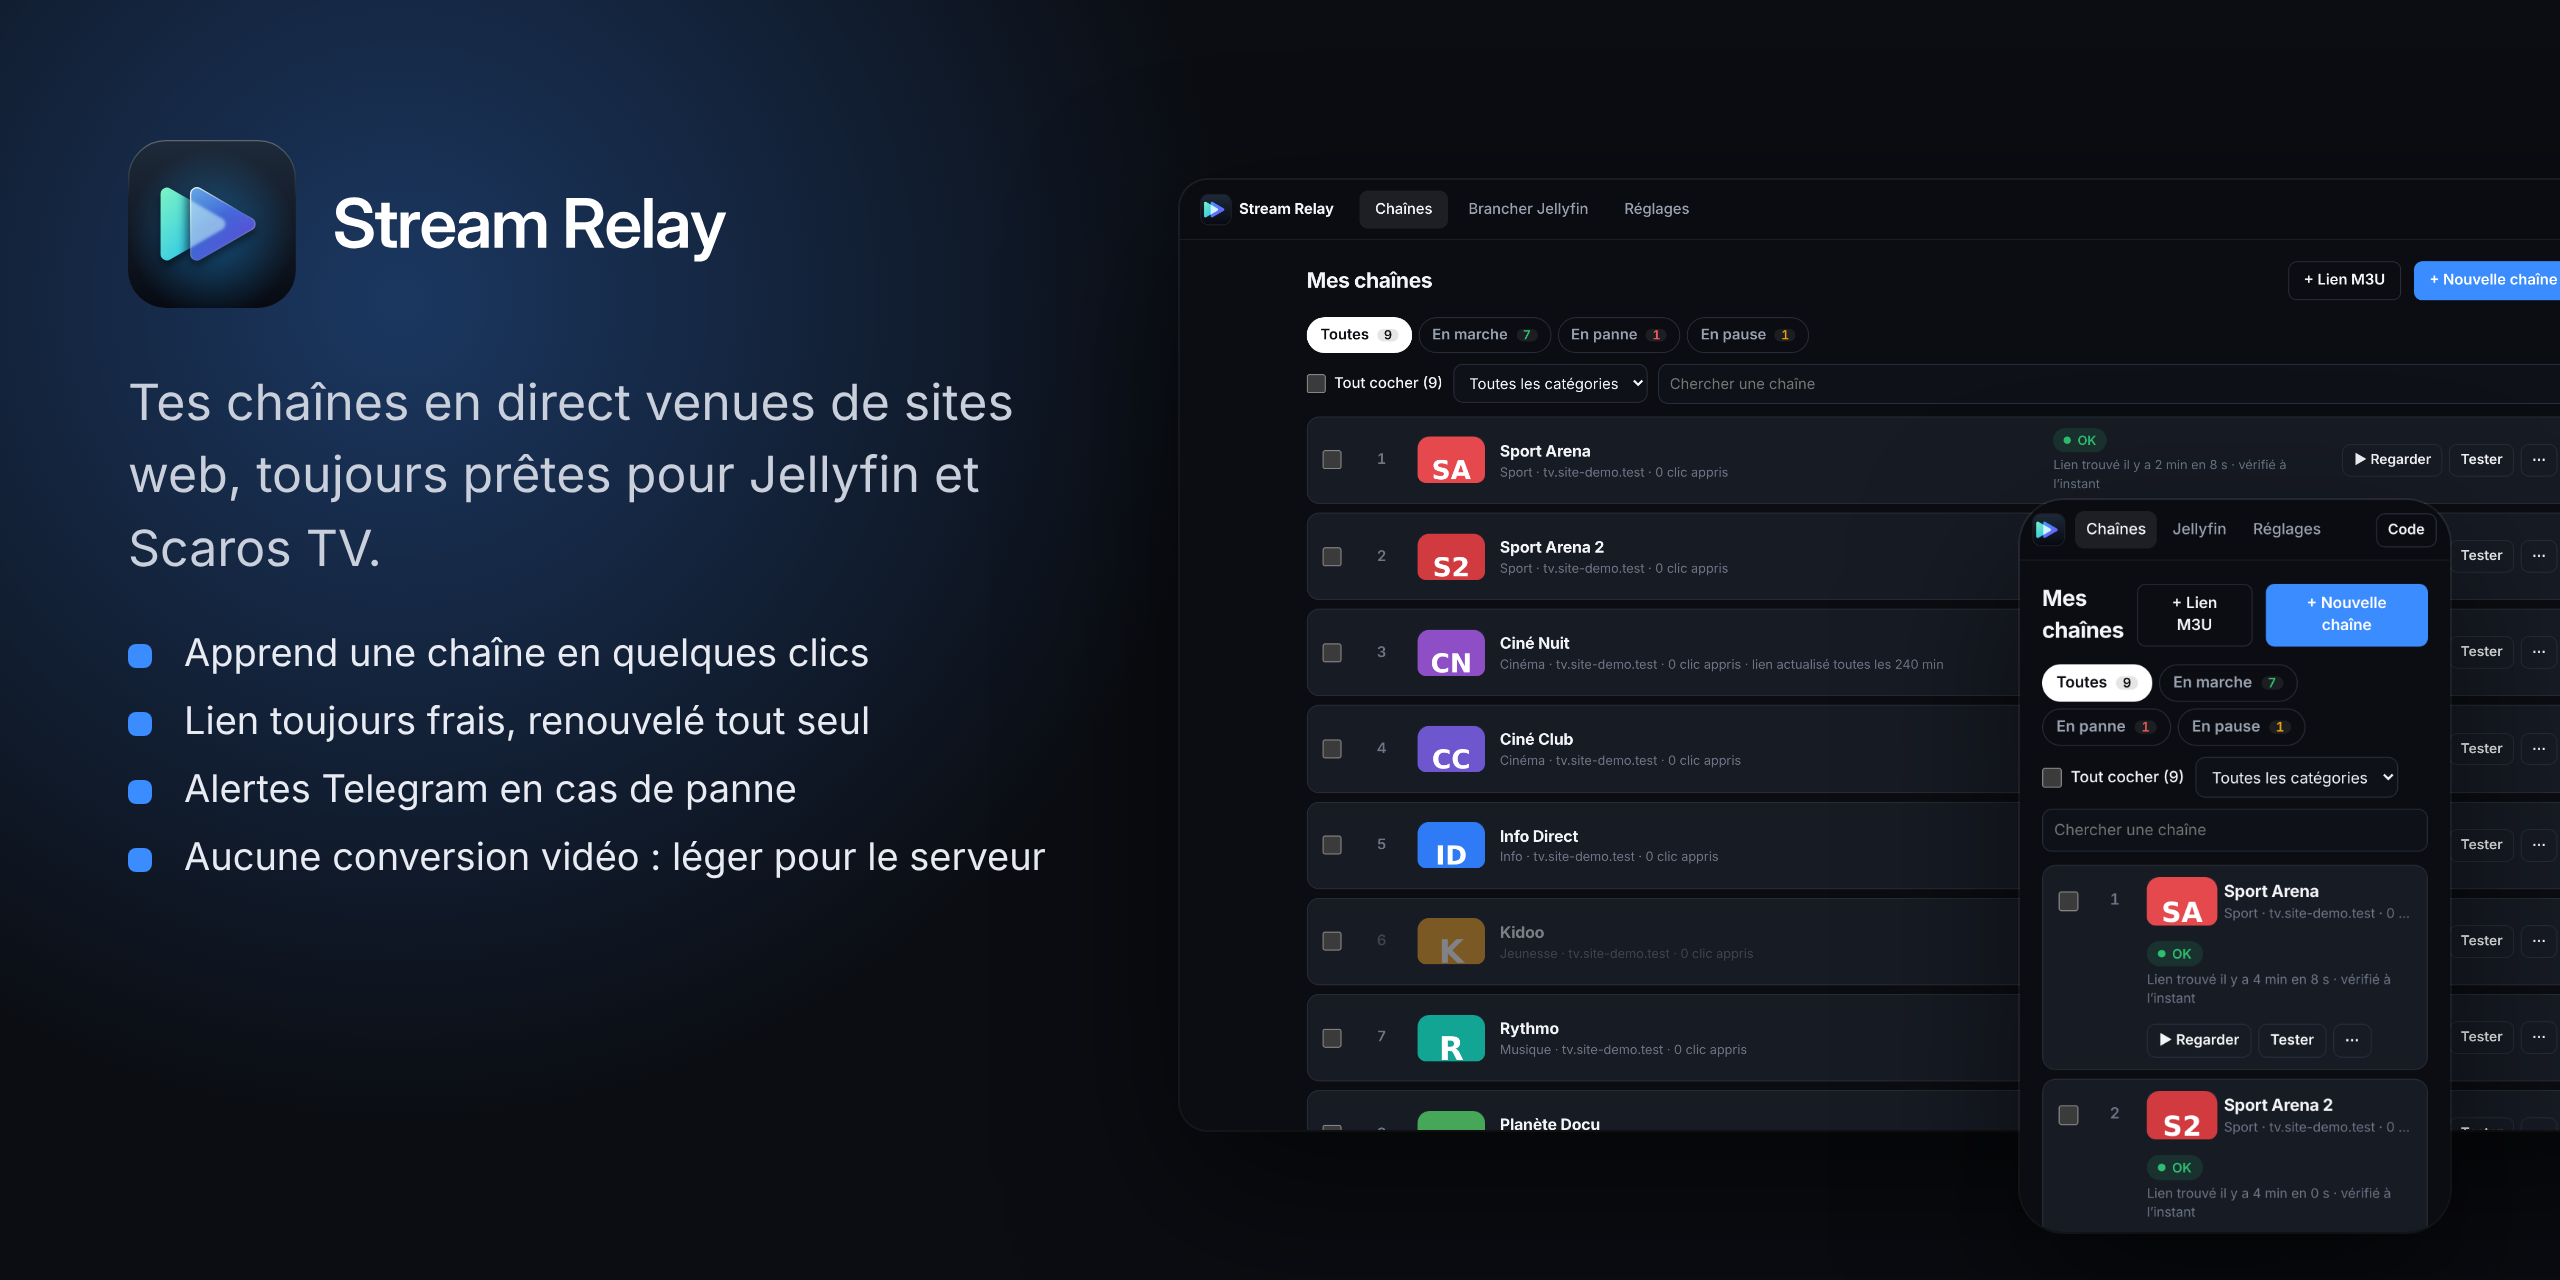 Stream Relay
Tes chaînes en direct venues de sites
web, toujours prêtes pour Jellyfin et
Scaros TV.
Apprend une chaîne en quelques clics
Lien toujours frais, renouvelé tout seul
Alertes Telegram en cas de panne
Aucune conversion vidéo : léger pour le serveur
Stream Relay Chaînes Brancher Jellyfin Réglages
Mes chaînes + Lien M3U + Nouvelle chaîne
Toutes 9 En marche 7 En panne 1 En pause 1
Tout cocher (9) Toutes les catégories Chercher une chaîne
1 SA Sport Arena
Sport · tv.site-demo.test · 0 clic appris
OK
Lien trouvé il y a 2 min en 8 s · vérifié à
l'instant
▶ Regarder Tester ···
2 S2 Sport Arena 2
Sport · tv.site-demo.test · 0 clic appris
Tester ···
3 CN Ciné Nuit
Cinéma · tv.site-demo.test · 0 clic appris · lien actualisé toutes les 240 min
Tester ···
4 CC Ciné Club
Cinéma · tv.site-demo.test · 0 clic appris
Tester ···
5 ID Info Direct
Info · tv.site-demo.test · 0 clic appris
Tester ···
6 K Kidoo
Jeunesse · tv.site-demo.test · 0 clic appris
Tester ···
7 R Rythmo
Musique · tv.site-demo.test · 0 clic appris
Tester ···
Planète Docu
Chaînes Jellyfin Réglages Code
Mes
chaînes
+ Lien
M3U
+ Nouvelle
chaîne
Toutes 9 En marche 7
En panne 1 En pause 1
Tout cocher (9) Toutes les catégories
Chercher une chaîne
1 SA Sport Arena
Sport · tv.site-demo.test · 0 ...
OK
Lien trouvé il y a 4 min en 8 s · vérifié à
l'instant
▶ Regarder Tester ···
2 S2 Sport Arena 2
Sport · tv.site-demo.test · 0 ...
OK
Lien trouvé il y a 4 min en 0 s · vérifié à
l'instant